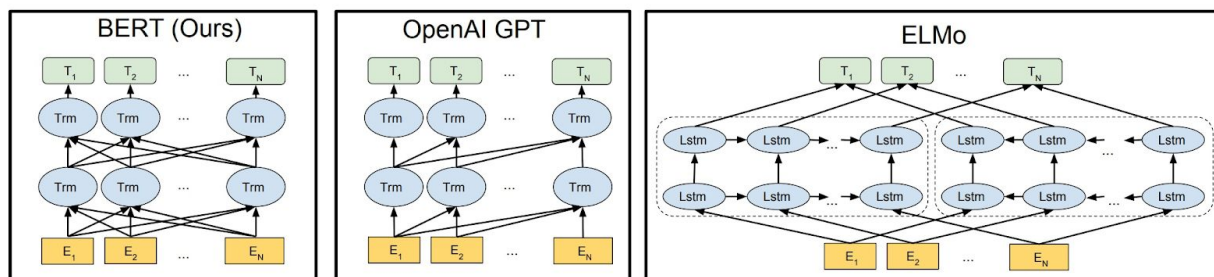 BERT (Ours)
T1 T2 ... TN
Trm Trm ... Trm
Trm Trm ... Trm
E1 E2 ... EN
OpenAI GPT
T1 T2 ... TN
Trm Trm ... Trm
Trm Trm ... Trm
E1 E2 ... EN
ELMo
T1 T2 ... TN
Lstm Lstm ... Lstm Lstm Lstm ... Lstm
Lstm Lstm ... Lstm Lstm Lstm ... Lstm
E1 E2 ... EN